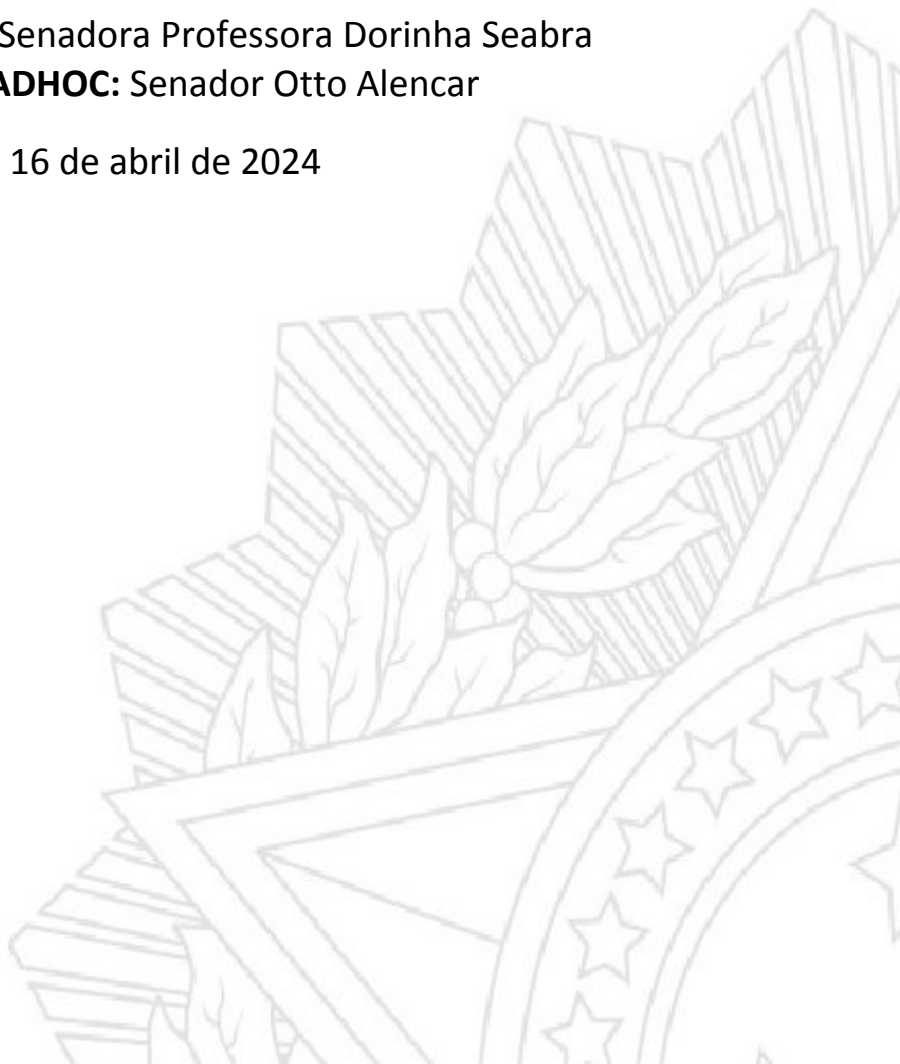 Senadora Professora Dorinha Seabra
ADHOC: Senador Otto Alencar
16 de abril de 2024